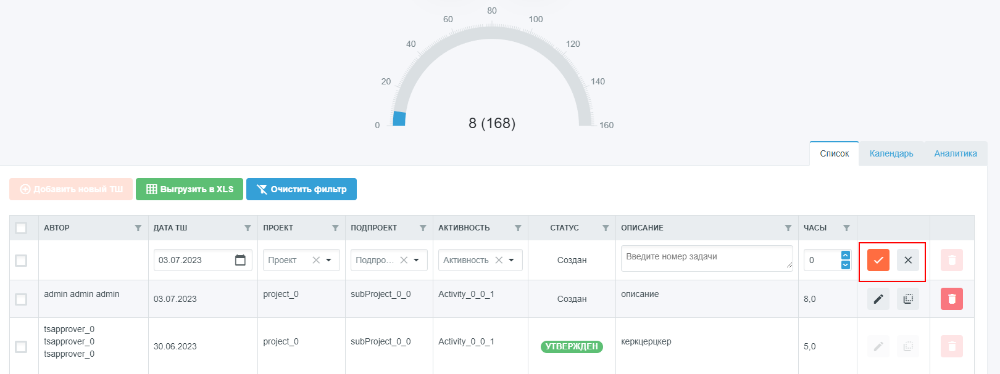 80
60
100
40
120
20
140
0
8 (168)
160
Список
Календарь
Аналитика
Добавить новый ТШ
Выгрузить в XLS
Очистить фильтр
АВТОР
ДАТА ТШ
ПРОЕКТ
ПОДПРОЕКТ
АКТИВНОСТЬ
СТАТУС
ОПИСАНИЕ
ЧАСЫ
03.07.2023
Проект
Подпро...
Активность
Создан
Введите номер задачи
0
admin admin admin
03.07.2023
project_0
subProject_0_0
Activity_0_0_1
Создан
описание
8,0
tsapprover_0
tsapprover_0
tsapprover_0
30.06.2023
project_0
subProject_0_0
Activity_0_0_1
УТВЕРЖДЕН
керкцерцкер
5,0